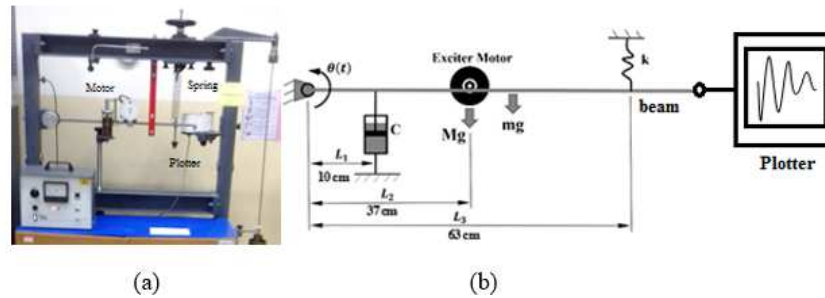 Motor
Spring
Plotter
θ(t)
Exciter Motor
k
beam
C
Mg
mg
L₁
10 cm
L₂
37 cm
L₃
63 cm
Plotter
(a)
(b)